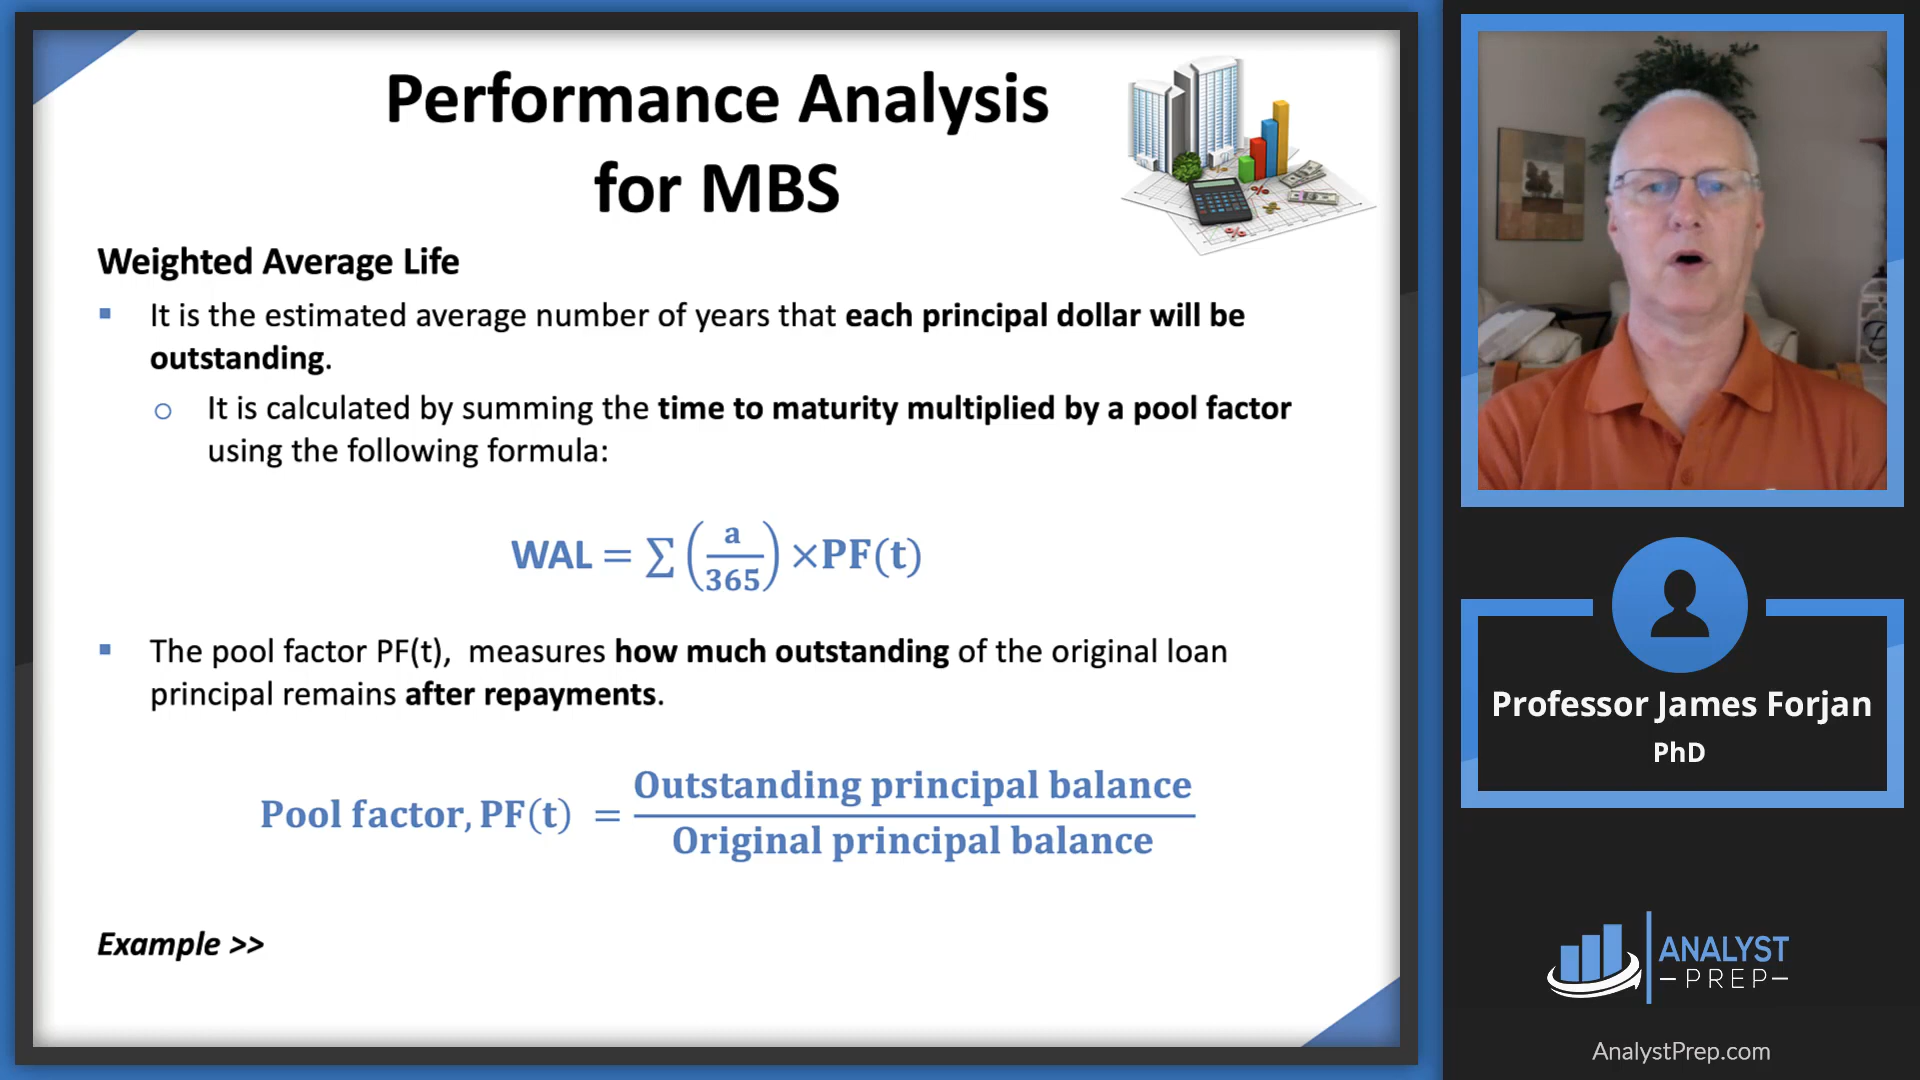 Performance Analysis
for MBS
Weighted Average Life
▪ It is the estimated average number of years that each principal dollar will be
outstanding.
o It is calculated by summing the time to maturity multiplied by a pool factor
using the following formula:
WAL = ∑ (a/365) ×PF(t)
▪ The pool factor PF(t), measures how much outstanding of the original loan
principal remains after repayments.
Pool factor, PF(t) = Outstanding principal balance / Original principal balance
Example >>
Professor James Forjan
PhD
ANALYST
–PREP–
AnalystPrep.com